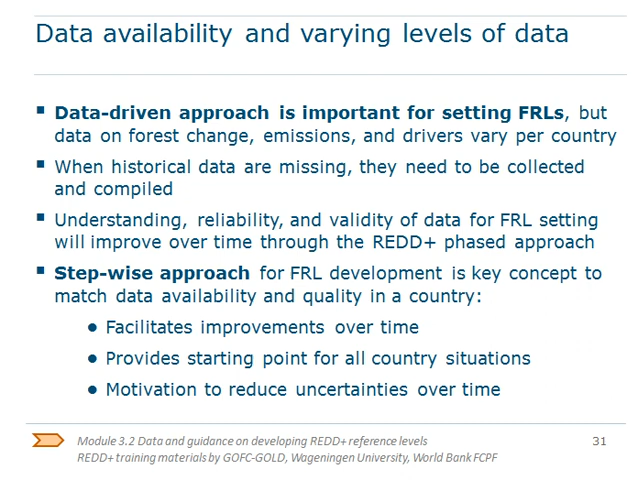 Data availability and varying levels of data
▪ Data-driven approach is important for setting FRLs, but
data on forest change, emissions, and drivers vary per country
▪ When historical data are missing, they need to be collected
and compiled
▪ Understanding, reliability, and validity of data for FRL setting
will improve over time through the REDD+ phased approach
▪ Step-wise approach for FRL development is key concept to
match data availability and quality in a country:
● Facilitates improvements over time
● Provides starting point for all country situations
● Motivation to reduce uncertainties over time
Module 3.2 Data and guidance on developing REDD+ reference levels
REDD+ training materials by GOFC-GOLD, Wageningen University, World Bank FCPF
31